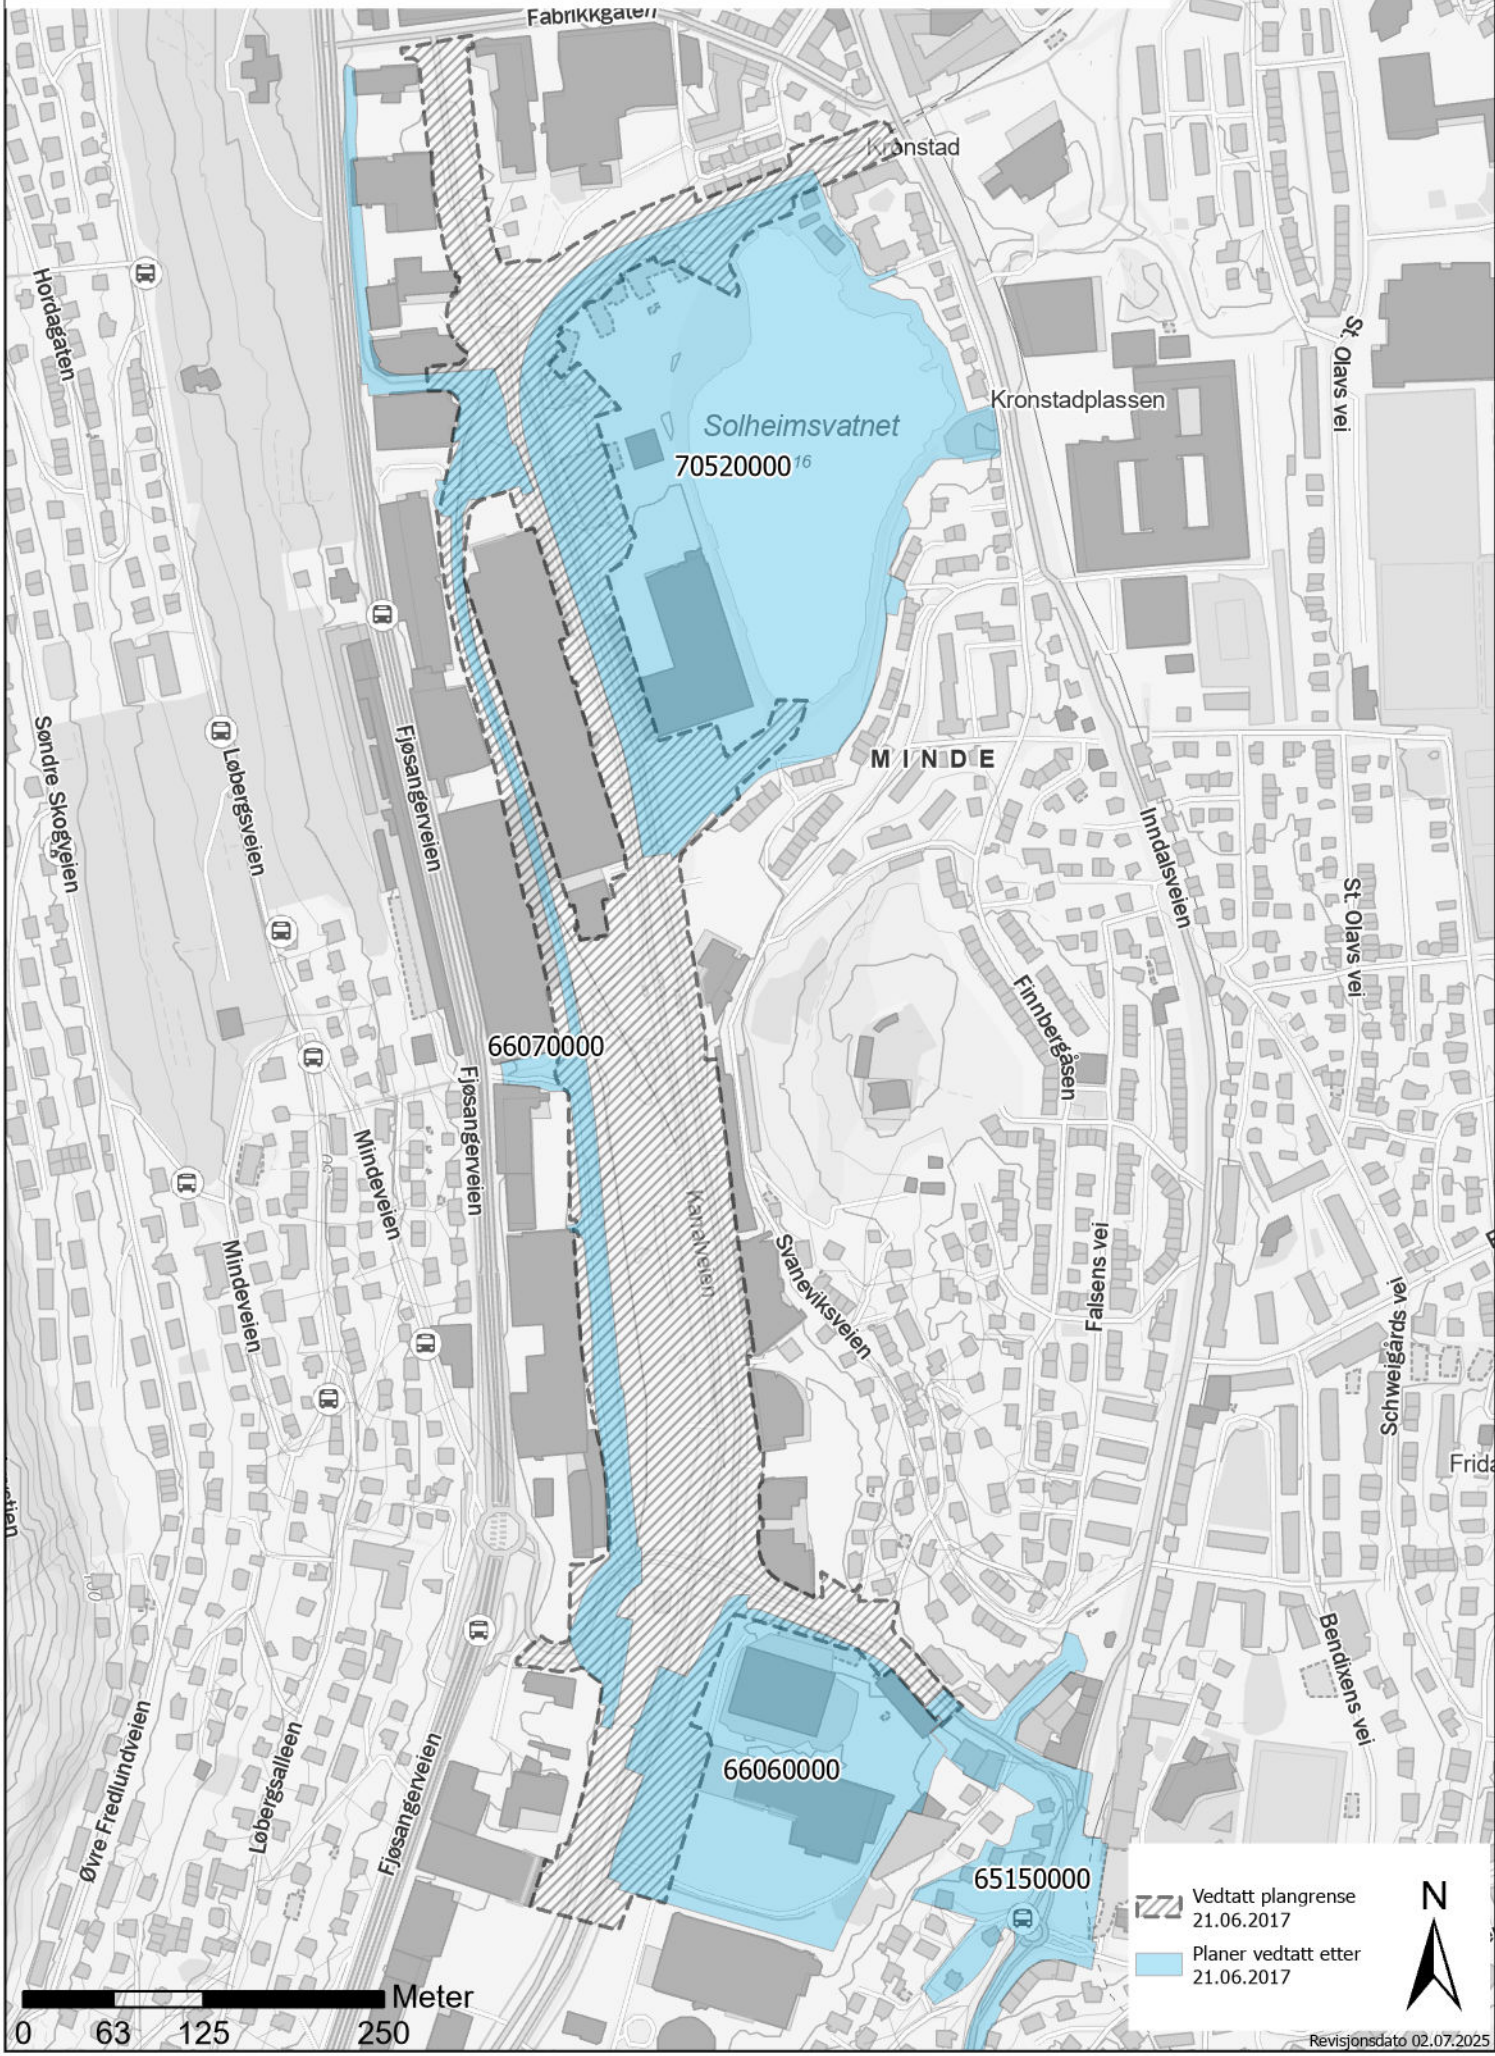 Fabrikkgaten
Kronstad
Hordagaten
St. Olavs vei
Kronstadplassen
Solheimsvatnet
70520000
16
Søndre Skogveien
Løbergsveien
Fjøsangerveien
MINDE
Inndalsveien
St. Olavs vei
Finnbergåsen
66070000
Fjøsangerveien
Mindeveien
Mindeveien
Kanalveien
Svaneviksveien
Falsens vei
Schweigårds vei
Frida
Bendixens vei
Øvre Fredlundveien
Løbergsalleen
Fjøsangerveien
66060000
65150000
Vedtatt plangrense
21.06.2017
Planer vedtatt etter
21.06.2017
N
Meter
0 63 125 250
Revisjonsdato 02.07.2025